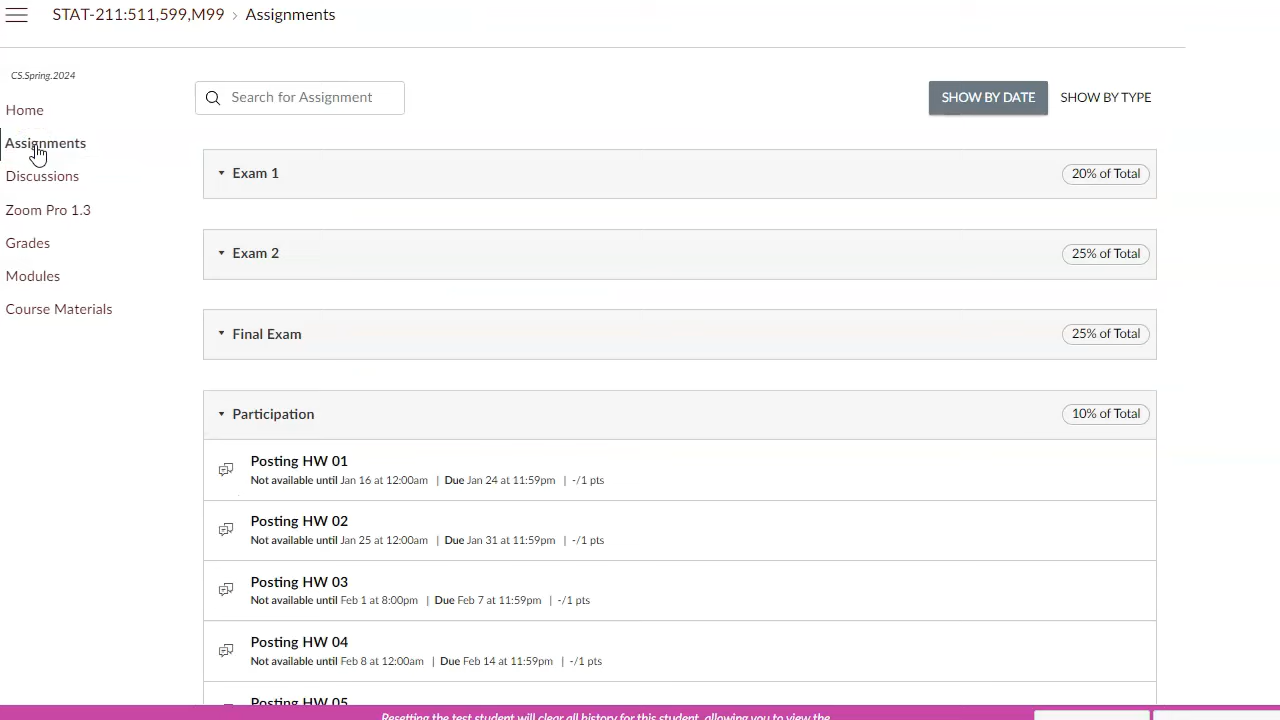 STAT-211:511,599,M99 › Assignments
CS.Spring.2024
Home
Assignments
Discussions
Zoom Pro 1.3
Grades
Modules
Course Materials
Search for Assignment
SHOW BY DATE
SHOW BY TYPE
Exam 1
20% of Total
Exam 2
25% of Total
Final Exam
25% of Total
Participation
10% of Total
Posting HW 01
Not available until Jan 16 at 12:00am | Due Jan 24 at 11:59pm | -/1 pts
Posting HW 02
Not available until Jan 25 at 12:00am | Due Jan 31 at 11:59pm | -/1 pts
Posting HW 03
Not available until Feb 1 at 8:00pm | Due Feb 7 at 11:59pm | -/1 pts
Posting HW 04
Not available until Feb 8 at 12:00am | Due Feb 14 at 11:59pm | -/1 pts
Posting HW 05
Resetting the test student will clear all history for this student, allowing you to view the